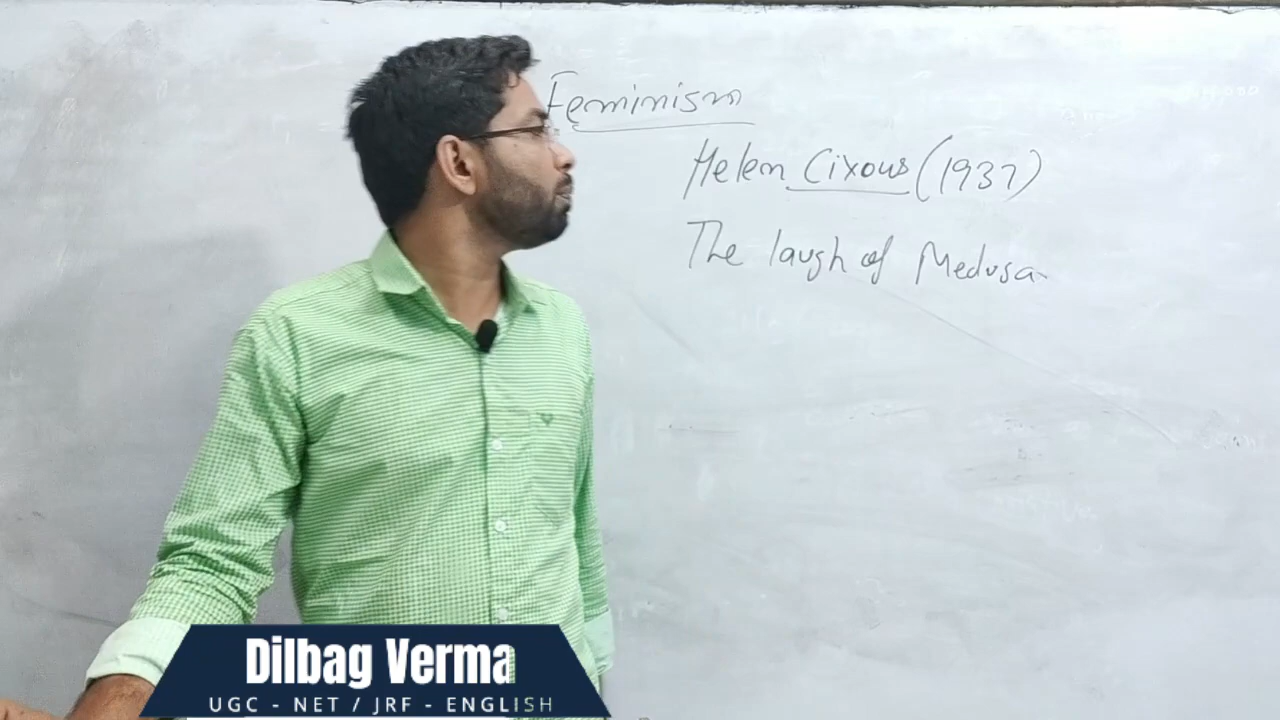 Feminism
Helen Cixous (1937)
The laugh of Medusa
Dilbag Verma
UGC - NET / JRF - ENGLISH